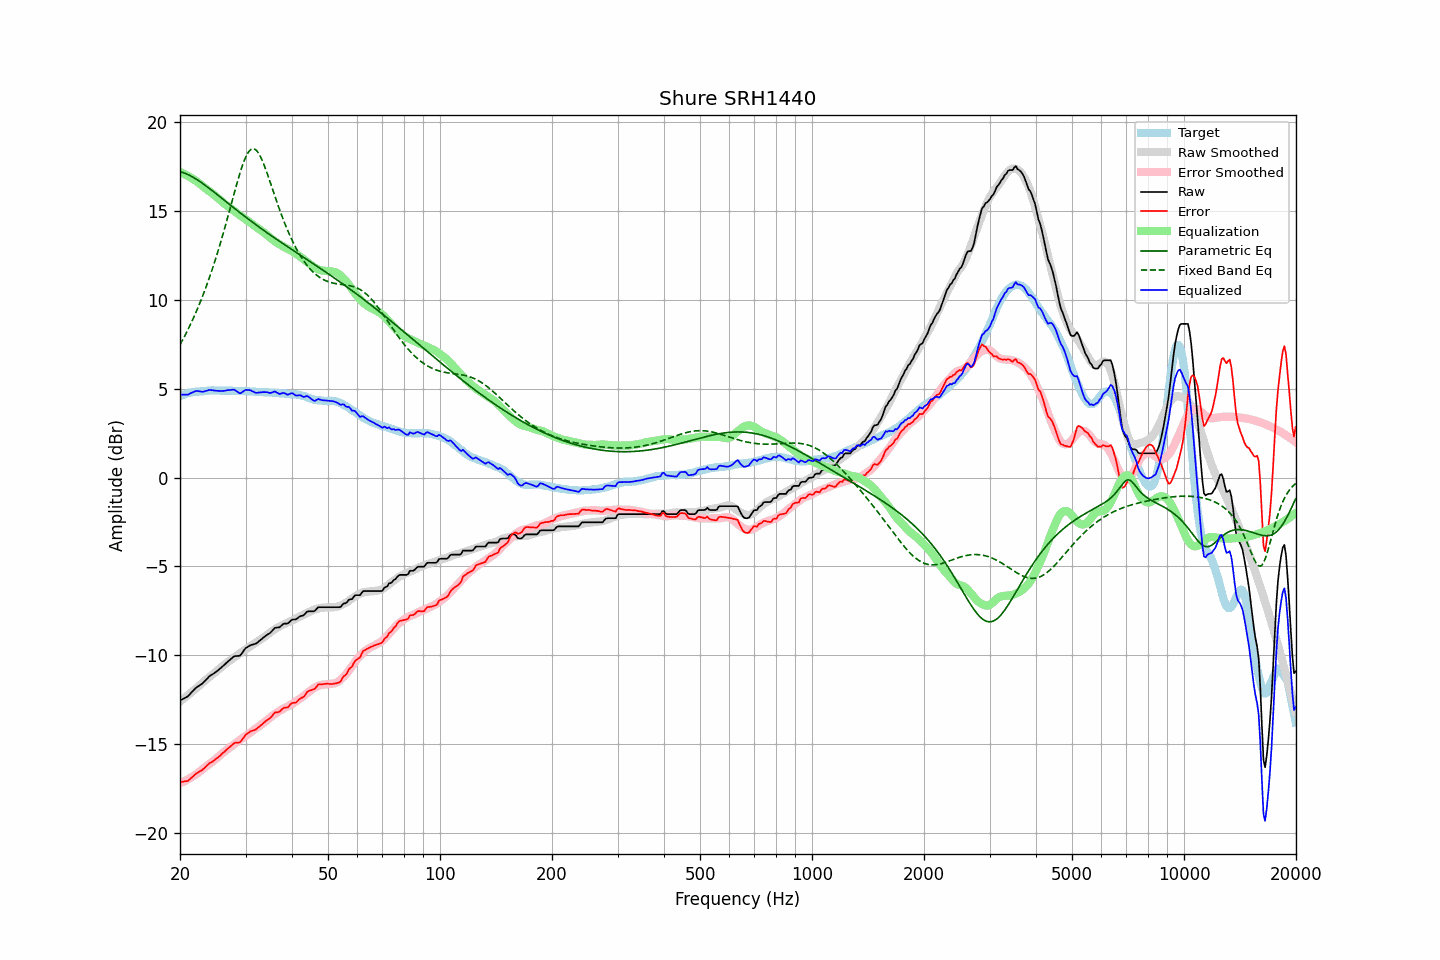 Shure SRH1440
Target
Raw Smoothed
Error Smoothed
Raw
Error
Equalization
Parametric Eq
Fixed Band Eq
Equalized
20
15
10
5
0
−5
−10
−15
−20
Amplitude (dBr)
20
50
100
200
500
1000
2000
5000
10000
20000
Frequency (Hz)